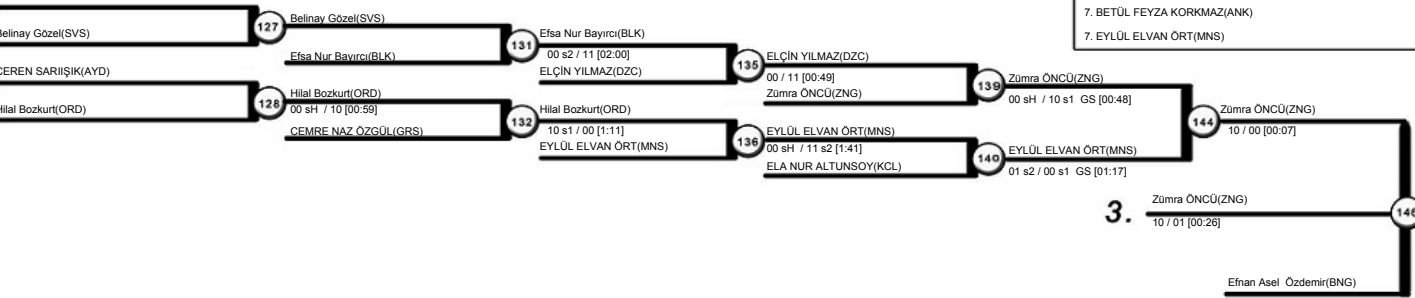 7. BETÜL FEYZA KORKMAZ(ANK)
7. EYLÜL ELVAN ÖRT(MNS)
Belinay Gözel(SVS)
CEREN SARIIŞIK(AYD)
Hilal Bozkurt(ORD)
127
128
Belinay Gözel(SVS)
Efsa Nur Bayırcı(BLK)
Hilal Bozkurt(ORD)
00 sH / 10 [00:59]
CEMRE NAZ ÖZGÜL(GRS)
131
132
Efsa Nur Bayırcı(BLK)
00 s2 / 11 [02:00]
ELÇİN YILMAZ(DZC)
Hilal Bozkurt(ORD)
10 s1 / 00 [1:11]
EYLÜL ELVAN ÖRT(MNS)
135
136
ELÇİN YILMAZ(DZC)
00 / 11 [00:49]
Zümra ÖNCÜ(ZNG)
EYLÜL ELVAN ÖRT(MNS)
00 sH / 11 s2 [1:41]
ELA NUR ALTUNSOY(KCL)
139
140
Zümra ÖNCÜ(ZNG)
00 sH / 10 s1 GS [00:48]
EYLÜL ELVAN ÖRT(MNS)
01 s2 / 00 s1 GS [01:17]
144
Zümra ÖNCÜ(ZNG)
10 / 00 [00:07]
3.
Zümra ÖNCÜ(ZNG)
10 / 01 [00:26]
146
Efnan Asel Özdemir(BNG)